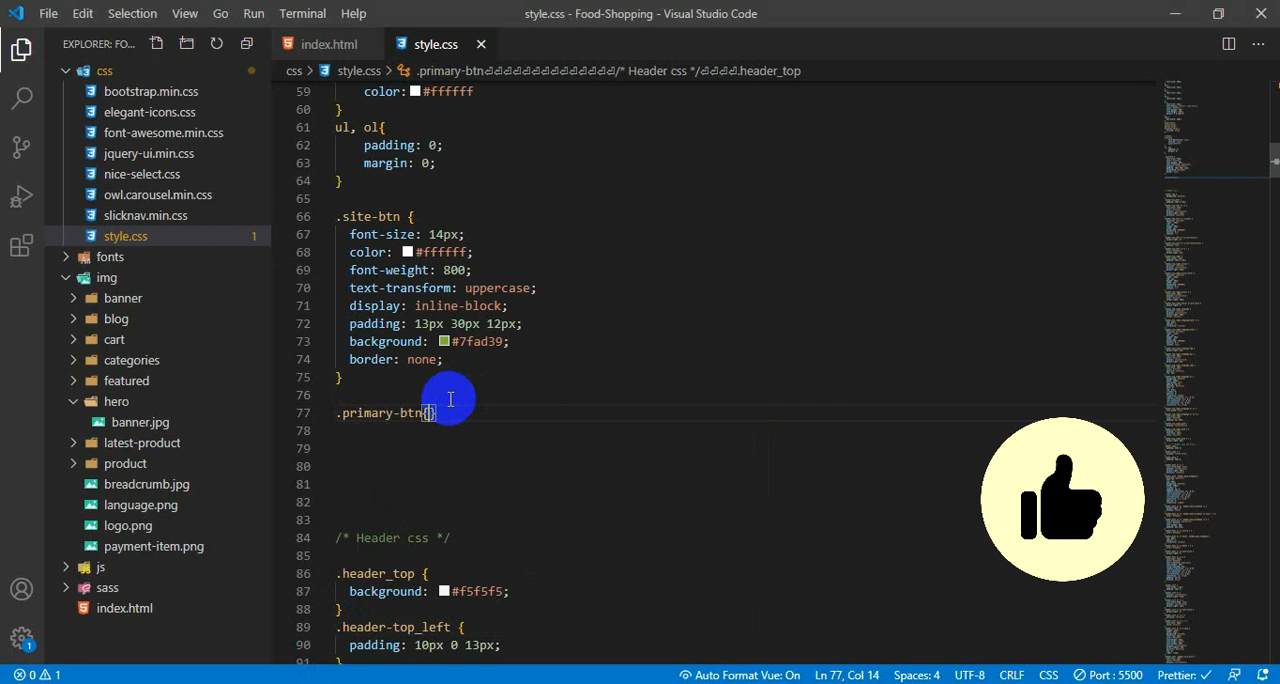 File Edit Selection View Go Run Terminal Help style.css - Food-Shopping - Visual Studio Code
EXPLORER: FO...
index.html
style.css
css
bootstrap.min.css
elegant-icons.css
font-awesome.min.css
jquery-ui.min.css
nice-select.css
owl.carousel.min.css
slicknav.min.css
style.css 1
fonts
img
banner
blog
cart
categories
featured
hero
banner.jpg
latest-product
product
breadcrumb.jpg
language.png
logo.png
payment-item.png
js
sass
index.html
css > style.css > .primary-btn⏎⏎⏎⏎⏎⏎⏎⏎⏎⏎⏎⏎⏎/* Header css */⏎⏎⏎⏎.header_top
59 color: #ffffff
60 }
61 ul, ol{
62 padding: 0;
63 margin: 0;
64 }
65
66 .site-btn {
67 font-size: 14px;
68 color: #ffffff;
69 font-weight: 800;
70 text-transform: uppercase;
71 display: inline-block;
72 padding: 13px 30px 12px;
73 background: #7fad39;
74 border: none;
75 }
76
77 .primary-btn{}
78
79
80
81
82
83
84 /* Header css */
85
86 .header_top {
87 background: #f5f5f5;
88 }
89 .header-top_left {
90 padding: 10px 0 13px;
91 }
1
0 1 Auto Format Vue: On Ln 77, Col 14 Spaces: 4 UTF-8 CRLF CSS Port : 5500 Prettier: ✓